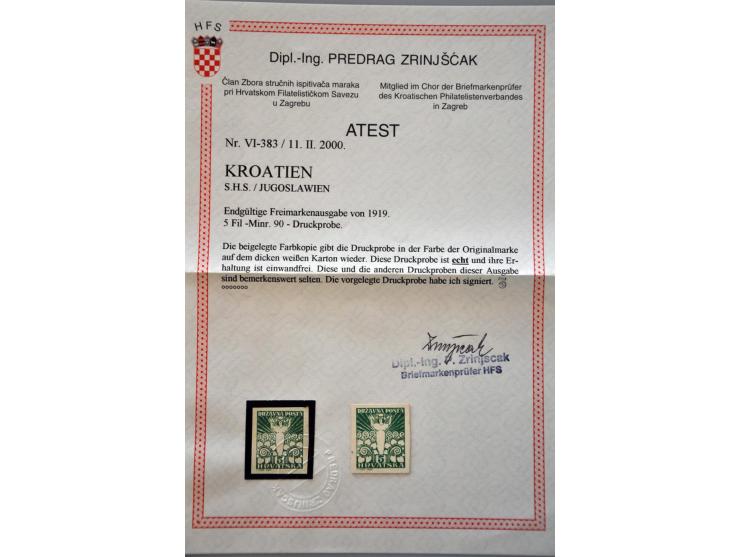 HFS
Dipl.-Ing. PREDRAG ZRINJŠĆAK
Član Zbora stručnih ispitivača maraka
pri Hrvatskom Filatelističkom Savezu
u Zagrebu
Mitglied im Chor der Briefmarkenprüfer
des Kroatischen Philatelistenverbandes
in Zagreb
ATEST
Nr. VI-383 / 11. II. 2000.
KROATIEN
S.H.S. / JUGOSLAWIEN
Endgültige Freimarkenausgabe von 1919.
5 Fil -Minr. 90 - Druckprobe.
Die beigelegte Farbkopie gibt die Druckprobe in der Farbe der Originalmarke
auf dem dicken weißen Karton wieder. Diese Druckprobe ist echt und ihre Er-
haltung ist einwandfrei. Diese und die anderen Druckproben dieser Ausgabe
sind bemerkenswert selten. Die vorgelegte Druckprobe habe ich signiert.
ooooooo
Dipl.-Ing. P. Zrinjscak
Briefmarkenprüfer HFS
DRŽAVNA POSTA
HRVATSKA
DRŽAVNA POSTA
HRVATSKA
PREDRAG